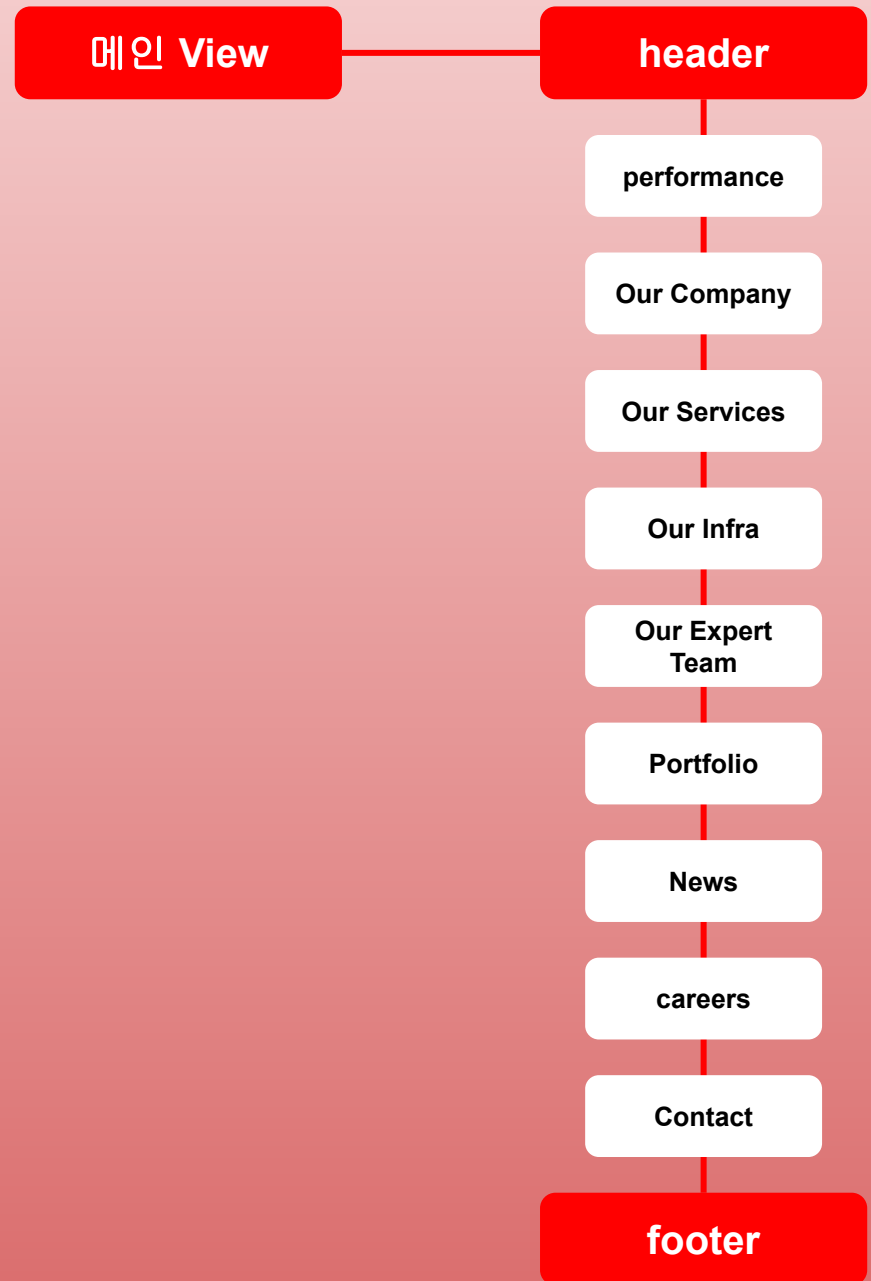 메인 View
header
performance
Our Company
Our Services
Our Infra
Our Expert
Team
Portfolio
News
careers
Contact
footer